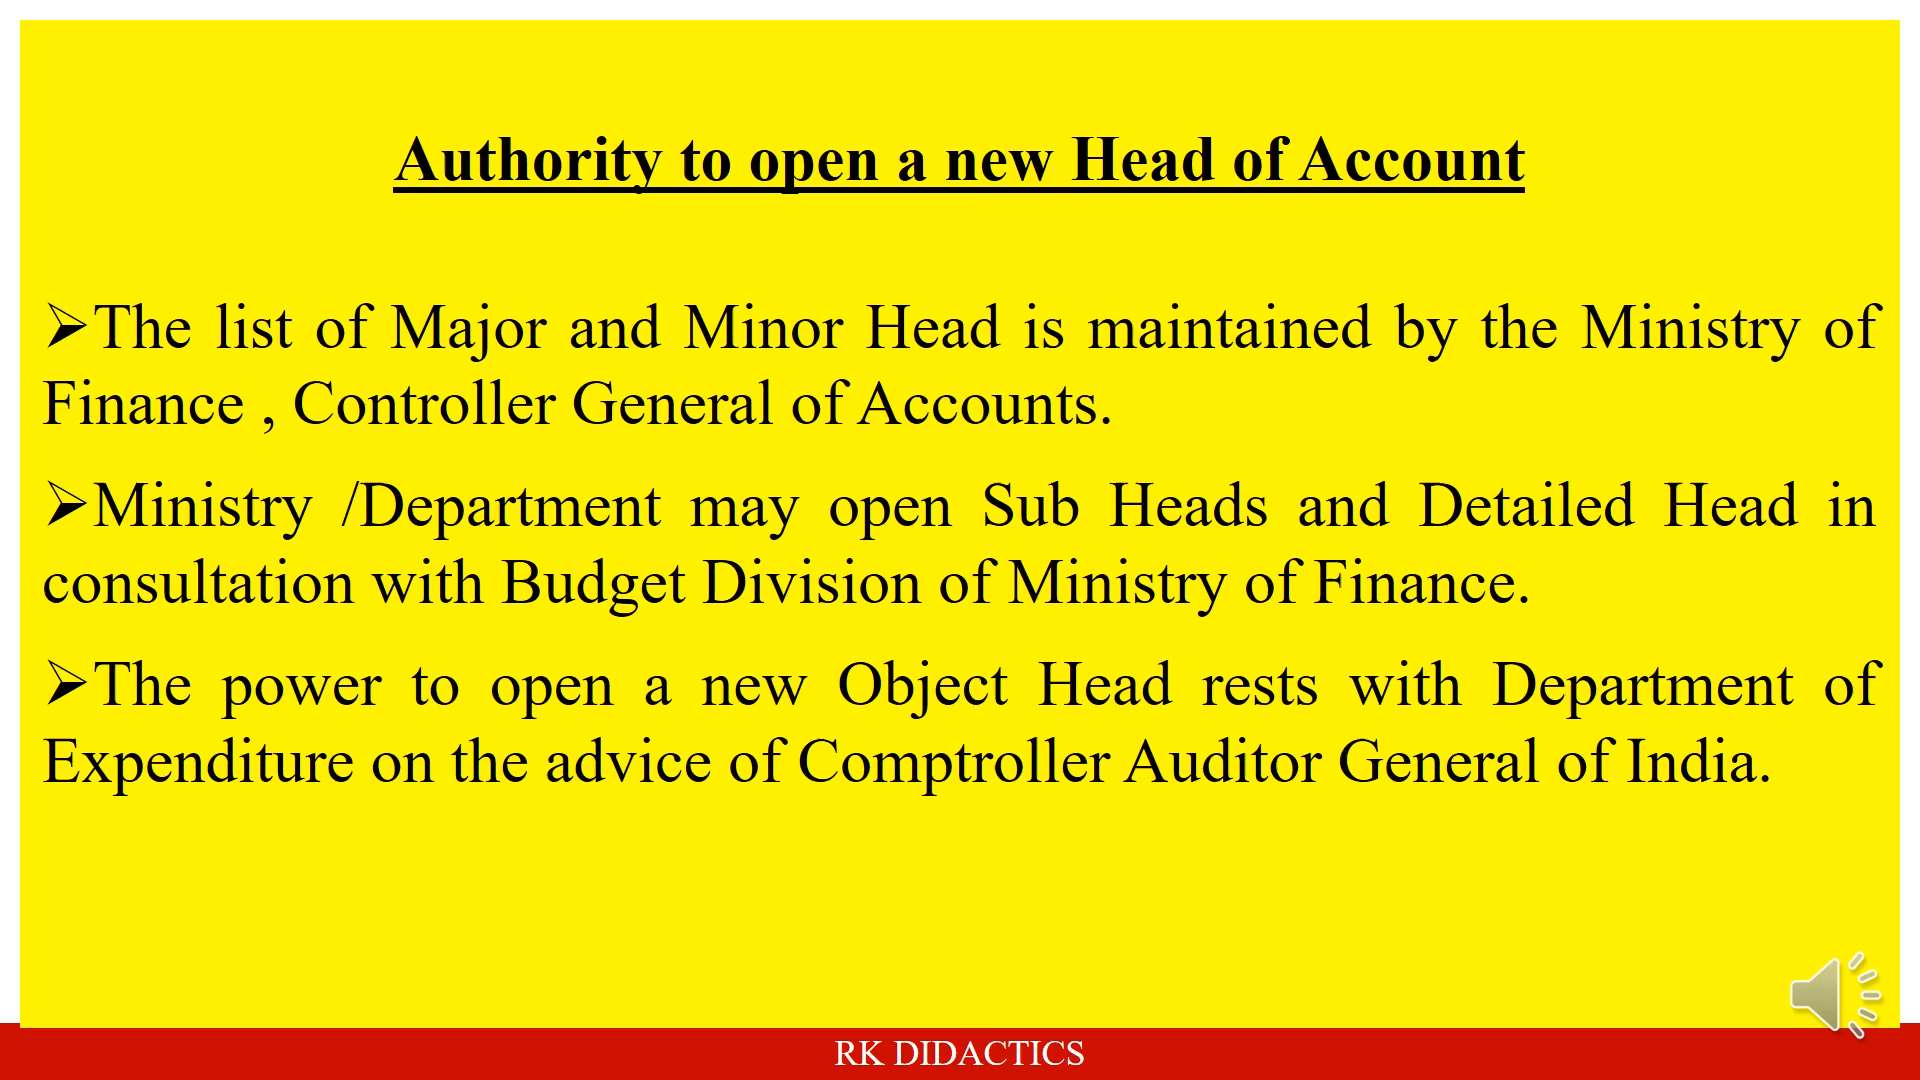 Authority to open a new Head of Account
➢The list of Major and Minor Head is maintained by the Ministry of
Finance , Controller General of Accounts.
➢Ministry /Department may open Sub Heads and Detailed Head in
consultation with Budget Division of Ministry of Finance.
➢The power to open a new Object Head rests with Department of
Expenditure on the advice of Comptroller Auditor General of India.
RK DIDACTICS